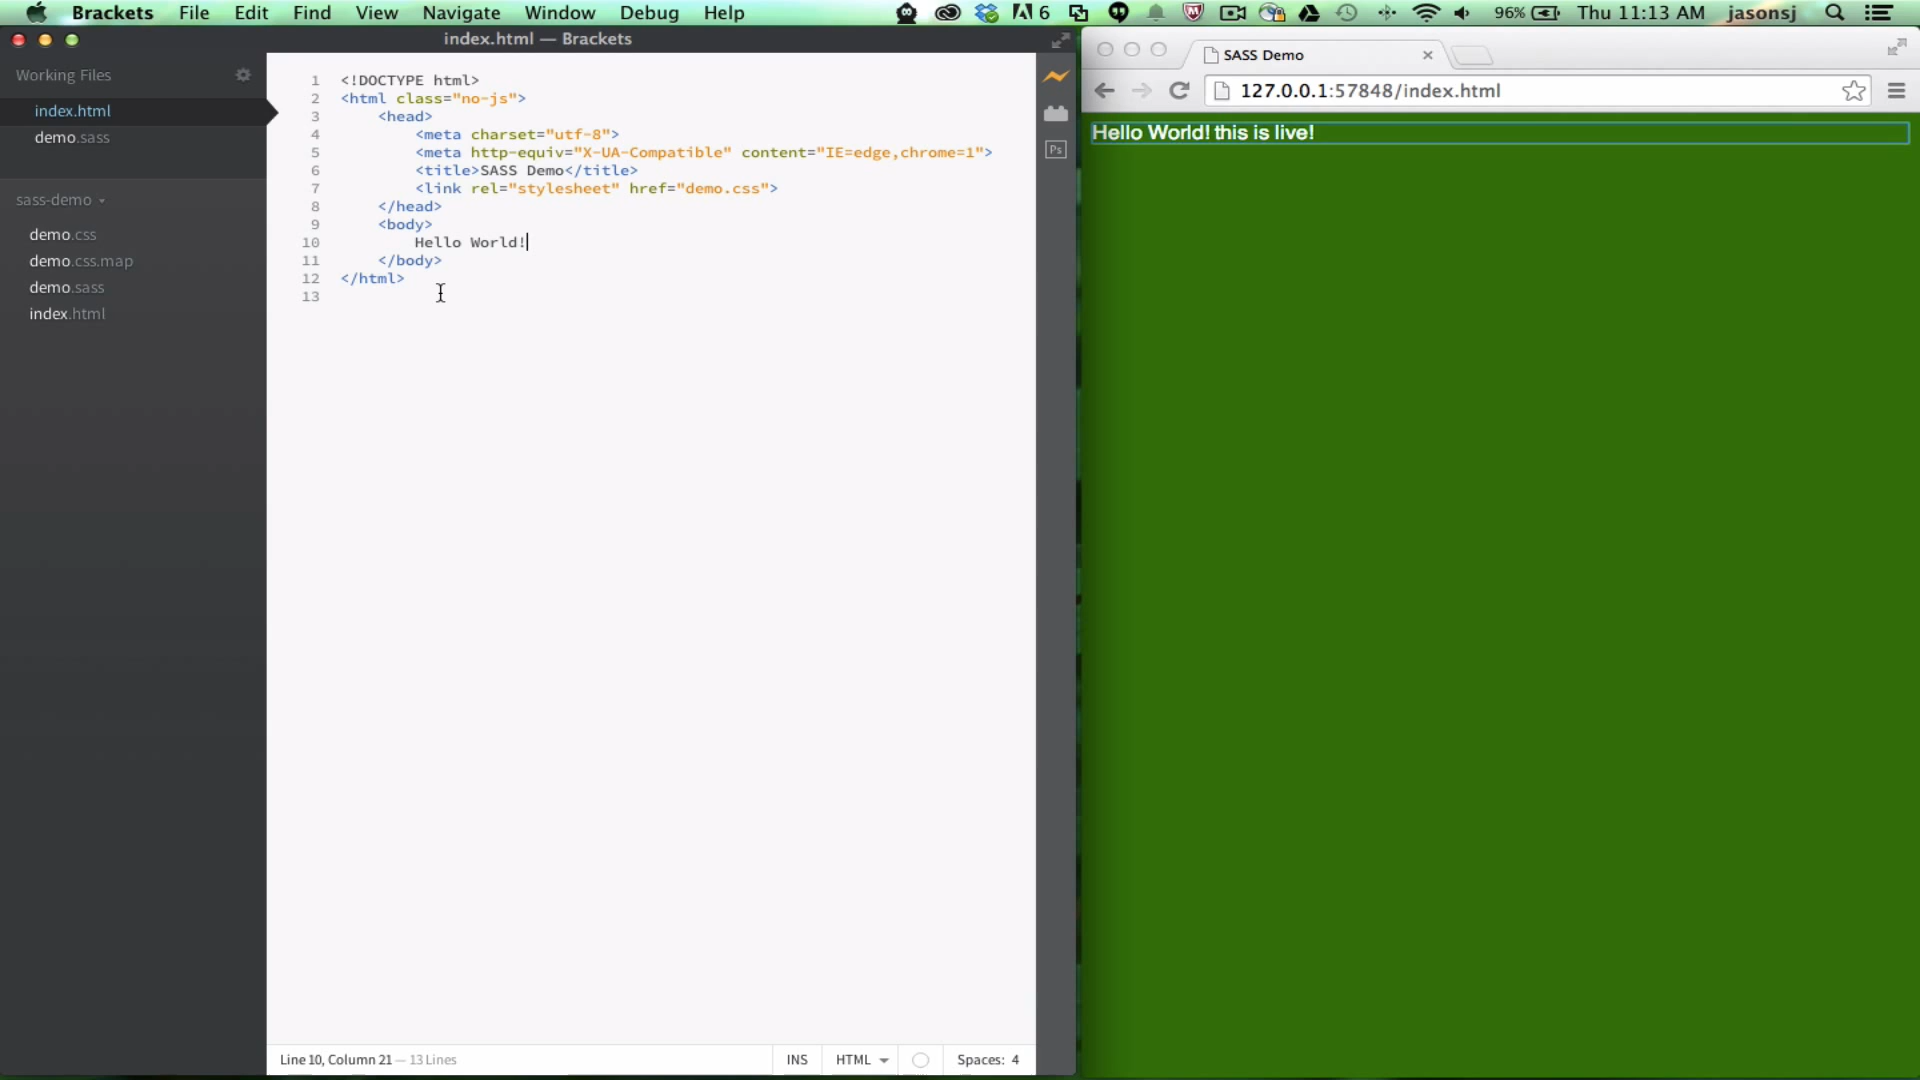 Brackets File Edit Find View Navigate Window Debug Help 6 96% Thu 11:13 AM jasonsj
index.html — Brackets
Working Files
index.html
demo.sass
sass-demo
demo.css
demo.css.map
demo.sass
index.html
1 <!DOCTYPE html>
2 <html class="no-js">
3 <head>
4 <meta charset="utf-8">
5 <meta http-equiv="X-UA-Compatible" content="IE=edge,chrome=1">
6 <title>SASS Demo</title>
7 <link rel="stylesheet" href="demo.css">
8 </head>
9 <body>
10 Hello World!
11 </body>
12 </html>
13
Ps
Line 10, Column 21 — 13 Lines INS HTML Spaces: 4
SASS Demo
127.0.0.1:57848/index.html
Hello World! this is live!